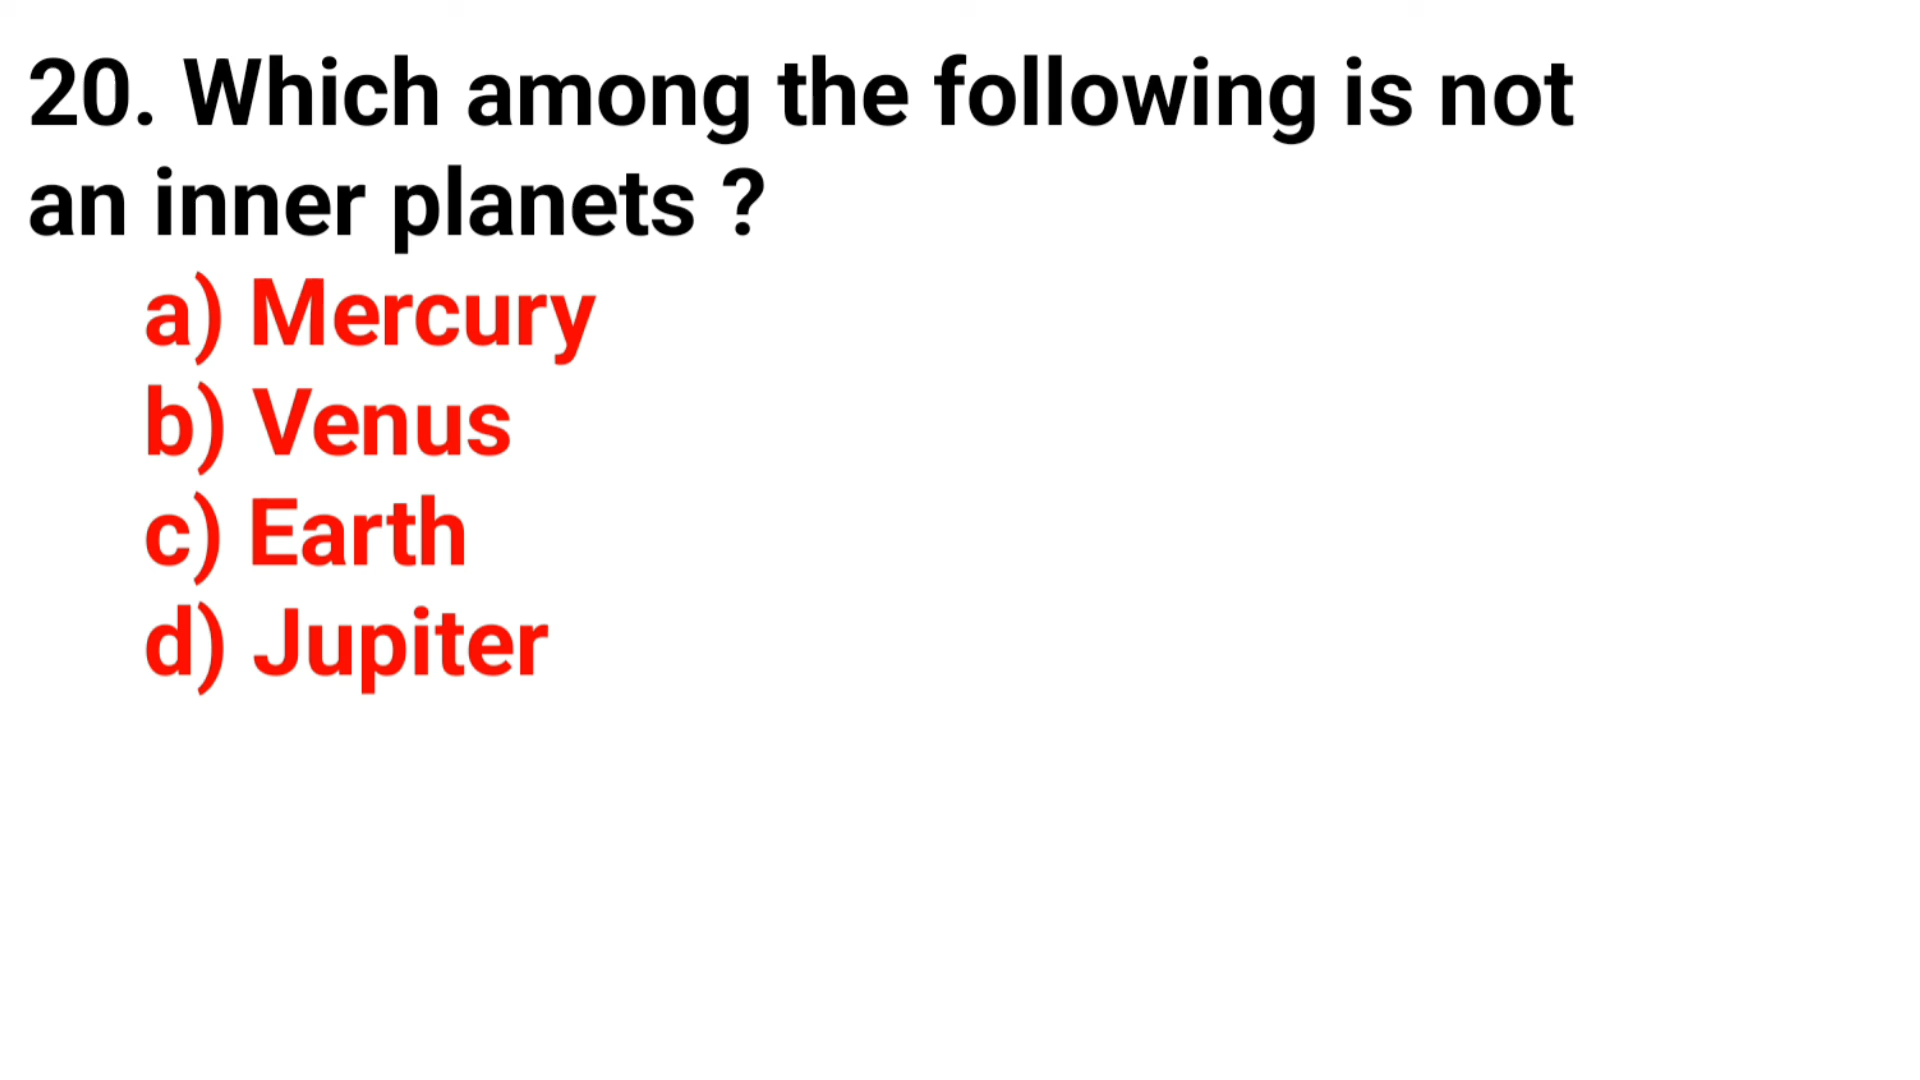 20. Which among the following is not
an inner planets ?
a) Mercury
b) Venus
c) Earth
d) Jupiter